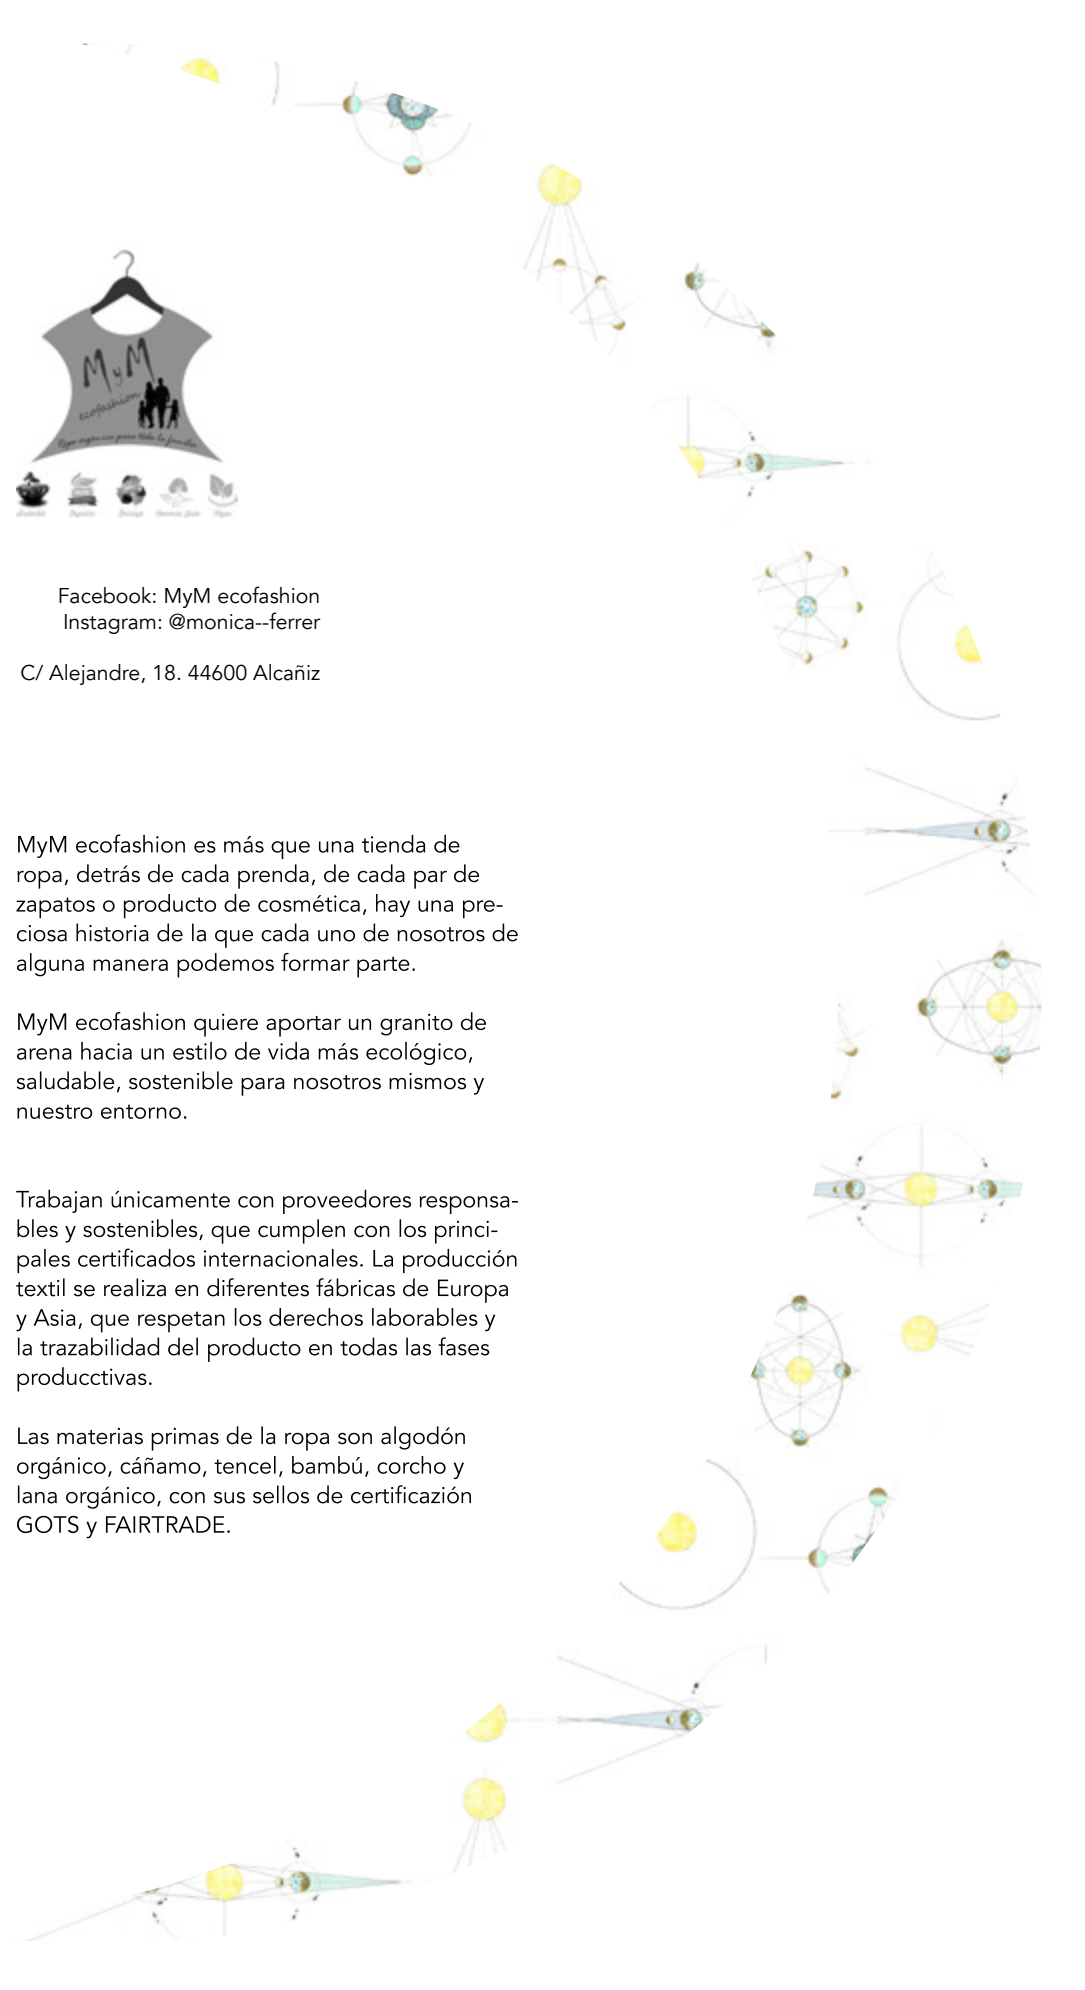 MyM
ecofashion
Ropa orgánica para toda la familia
Facebook: MyM ecofashion
Instagram: @monica--ferrer
C/ Alejandre, 18. 44600 Alcañiz
MyM ecofashion es más que una tienda de
ropa, detrás de cada prenda, de cada par de
zapatos o producto de cosmética, hay una pre-
ciosa historia de la que cada uno de nosotros de
alguna manera podemos formar parte.
MyM ecofashion quiere aportar un granito de
arena hacia un estilo de vida más ecológico,
saludable, sostenible para nosotros mismos y
nuestro entorno.
Trabajan únicamente con proveedores responsa-
bles y sostenibles, que cumplen con los princi-
pales certificados internacionales. La producción
textil se realiza en diferentes fábricas de Europa
y Asia, que respetan los derechos laborables y
la trazabilidad del producto en todas las fases
producctivas.
Las materias primas de la ropa son algodón
orgánico, cáñamo, tencel, bambú, corcho y
lana orgánico, con sus sellos de certificazión
GOTS y FAIRTRADE.